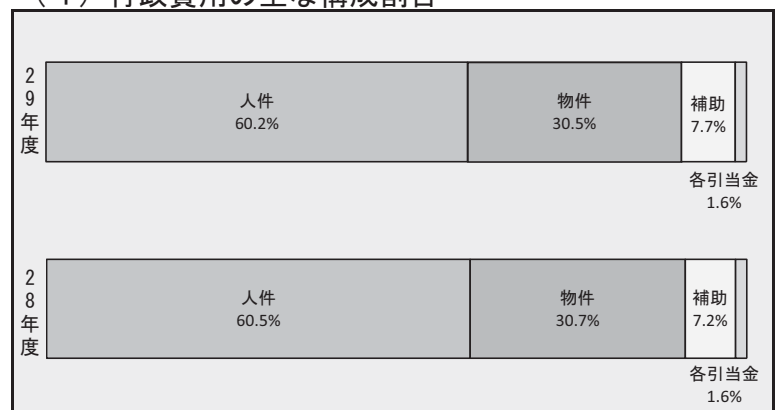 (4) 行政費用の主な構成割合
29年度
人件
60.2%
物件
30.5%
補助
7.7%
各引当金
1.6%
28年度
人件
60.5%
物件
30.7%
補助
7.2%
各引当金
1.6%